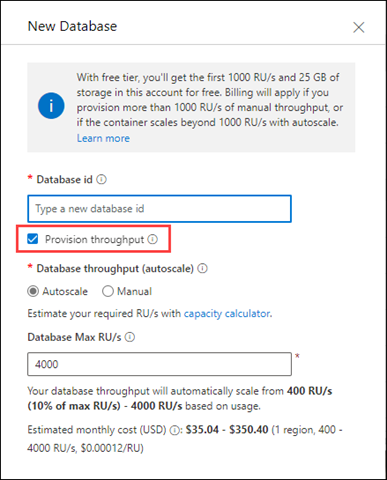 New Database
With free tier, you'll get the first 1000 RU/s and 25 GB of
storage in this account for free. Billing will apply if you
provision more than 1000 RU/s of manual throughput, or
if the container scales beyond 1000 RU/s with autoscale.
Learn more
* Database id
Type a new database id
Provision throughput
* Database throughput (autoscale)
Autoscale Manual
Estimate your required RU/s with capacity calculator.
Database Max RU/s
4000 *
Your database throughput will automatically scale from 400 RU/s
(10% of max RU/s) - 4000 RU/s based on usage.
Estimated monthly cost (USD) : $35.04 - $350.40 (1 region, 400 -
4000 RU/s, $0.00012/RU)